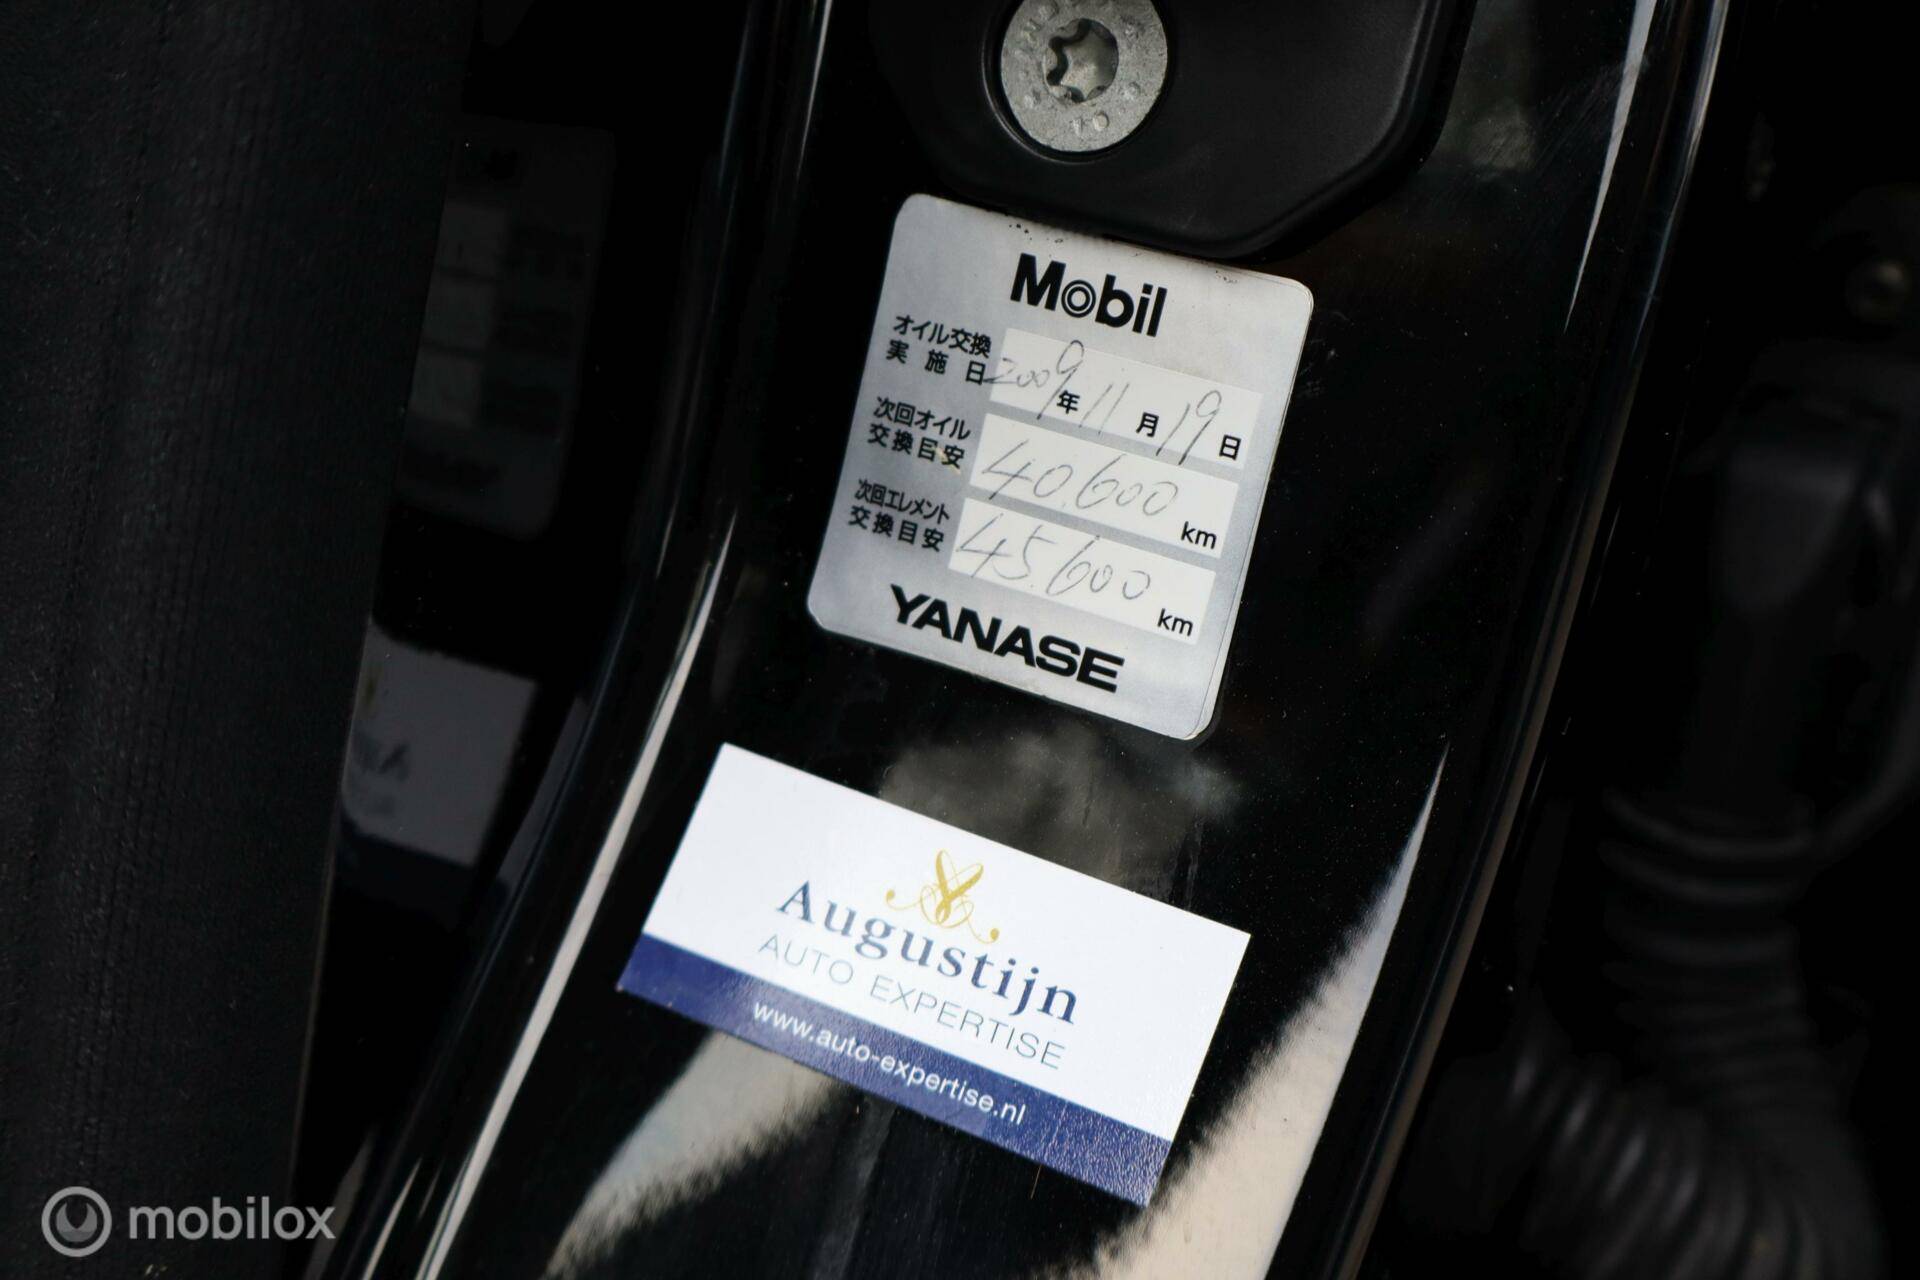 Mobil
オイル交換
実施日
2009年11月19日
次回オイル
交換目安
40.600 km
次回エレメント
交換目安
45.600 km
YANASE
Augustijn
AUTO EXPERTISE
www.auto-expertise.nl
mobilox